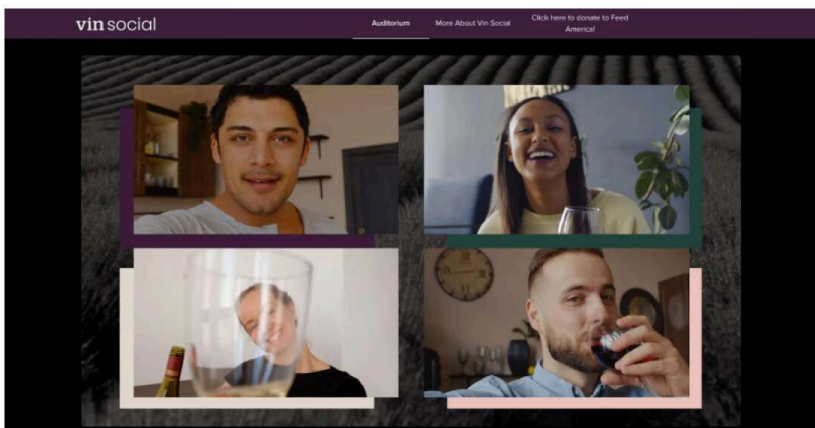 vin social
Auditorium
More About Vin Social
Click here to donate to Feed
America!